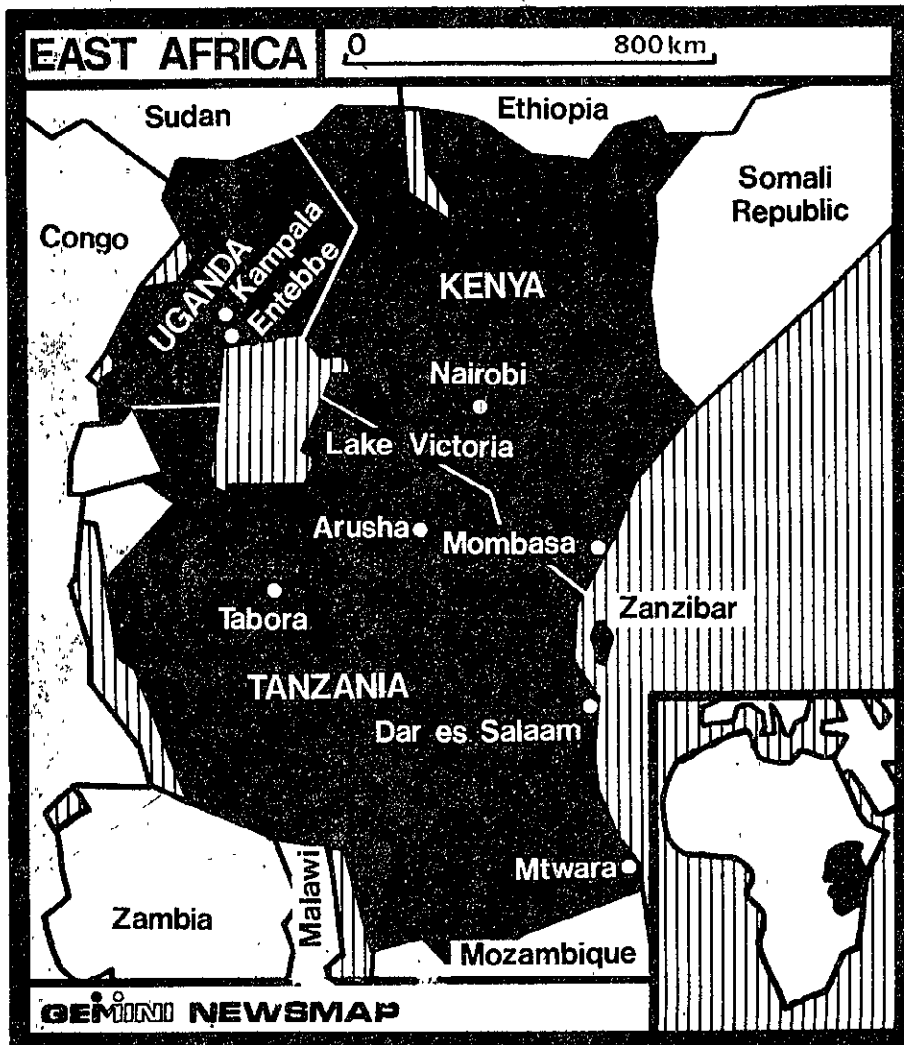 EAST AFRICA
0 800 km
Sudan
Ethiopia
Somali
Republic
Congo
UGANDA
Kampala
Entebbe
KENYA
Nairobi
Lake Victoria
Arusha
Mombasa
Tabora
Zanzibar
TANZANIA
Dar es Salaam
Mtwara
Malawi
Zambia
Mozambique
GEMINI NEWSMAP